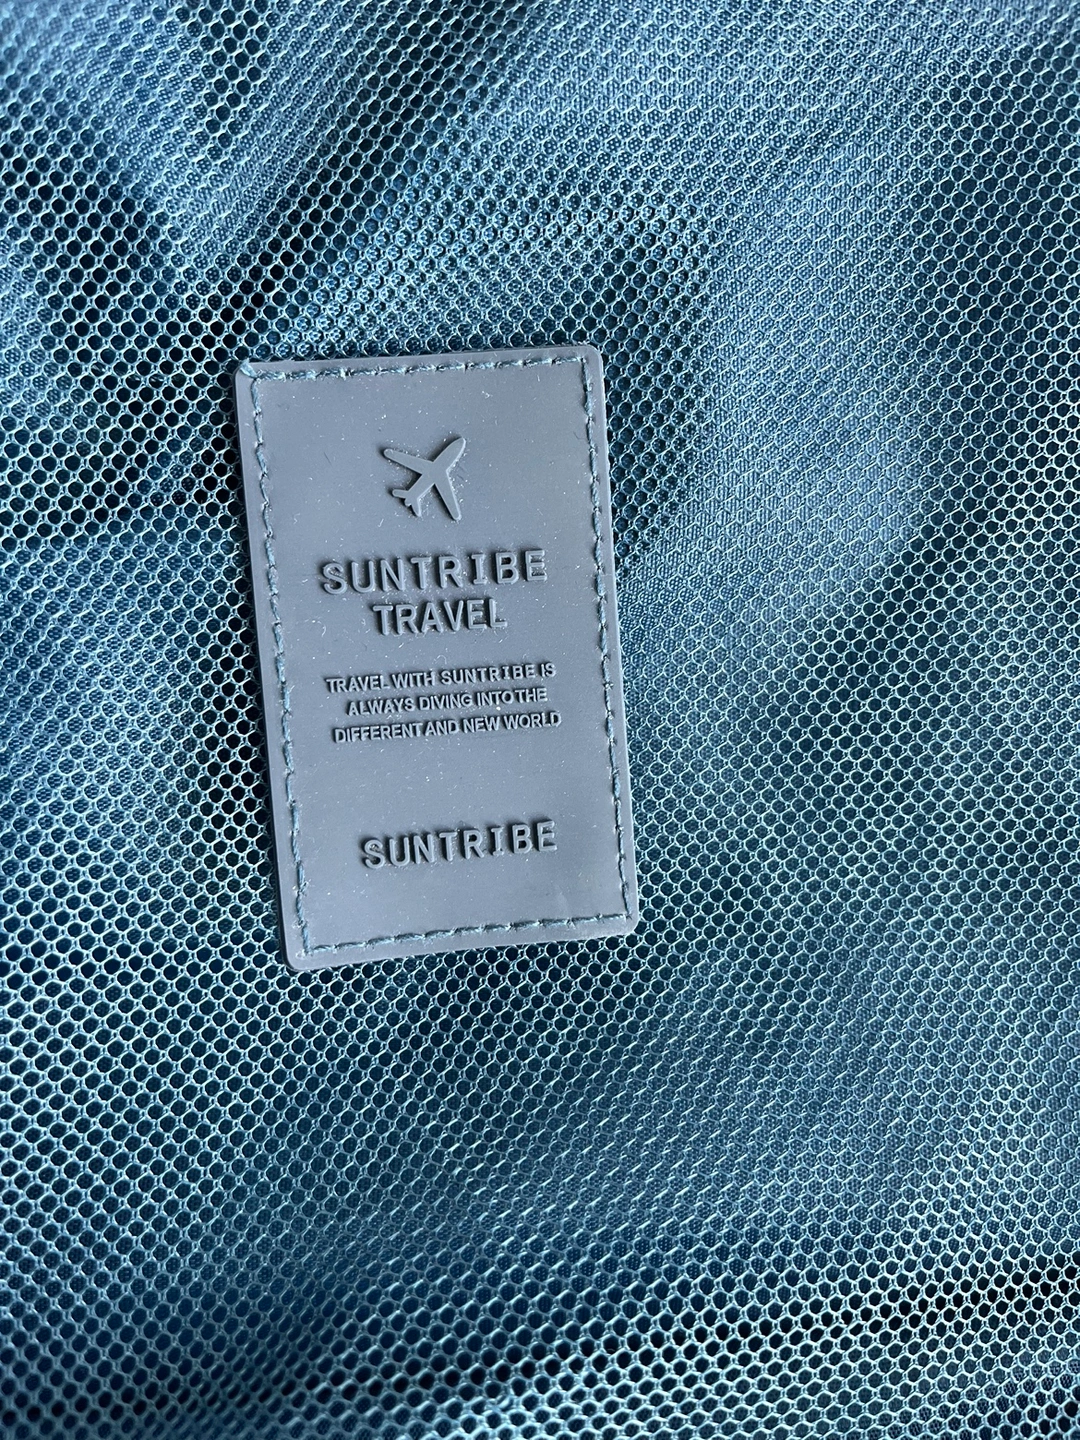 SUNTRIBE
TRAVEL
TRAVEL WITH SUNTRIBE IS
ALWAYS DIVING INTO THE
DIFFERENT AND NEW WORLD
SUNTRIBE